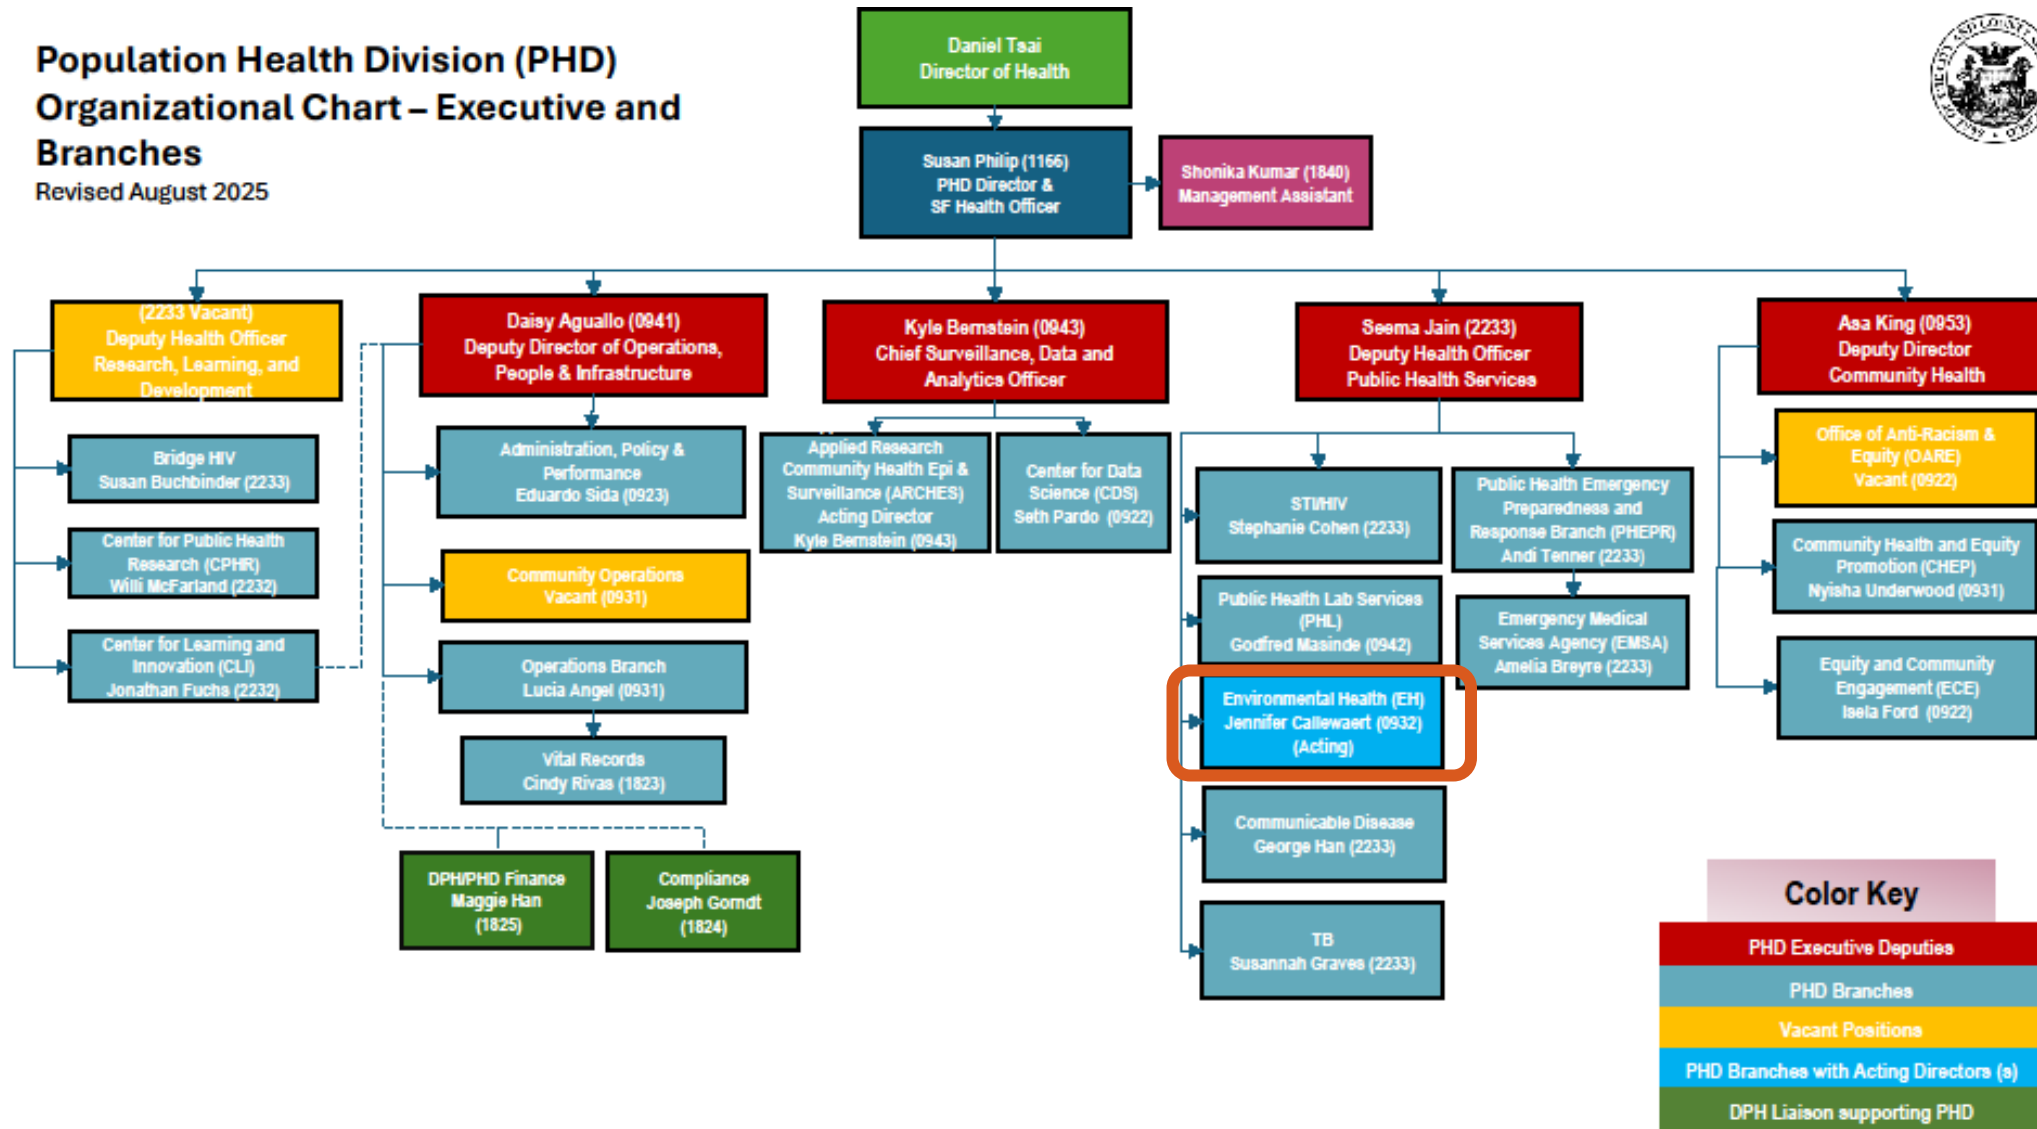 Population Health Division (PHD)
Organizational Chart – Executive and
Branches
Revised August 2025
Daniel Tsai
Director of Health
Susan Philip (1166)
PHD Director &
SF Health Officer
Shonika Kumar (1840)
Management Assistant
(2233 Vacant)
Deputy Health Officer
Research, Learning, and
Development
Bridge HIV
Susan Buchbinder (2233)
Center for Public Health
Research (CPHR)
Willi McFarland (2232)
Center for Learning and
Innovation (CLI)
Jonathan Fuchs (2232)
Daisy Aguallo (0941)
Deputy Director of Operations,
People & Infrastructure
Administration, Policy &
Performance
Eduardo Sida (0923)
Community Operations
Vacant (0931)
Operations Branch
Lucia Angel (0931)
Vital Records
Cindy Rivas (1823)
DPH/PHD Finance
Maggie Han
(1825)
Compliance
Joseph Gorndt
(1824)
Kyle Bernstein (0943)
Chief Surveillance, Data and
Analytics Officer
Applied Research
Community Health Epi &
Surveillance (ARCHES)
Acting Director
Kyle Bernstein (0943)
Center for Data
Science (CDS)
Seth Pardo (0922)
Seema Jain (2233)
Deputy Health Officer
Public Health Services
STI/HIV
Stephanie Cohen (2233)
Public Health Lab Services
(PHL)
Godfred Masinde (0942)
Environmental Health (EH)
Jennifer Callewaert (0932)
(Acting)
Communicable Disease
George Han (2233)
TB
Susannah Graves (2233)
Public Health Emergency
Preparedness and
Response Branch (PHEPR)
Andi Tenner (2233)
Emergency Medical
Services Agency (EMSA)
Amelia Breyre (2233)
Asa King (0953)
Deputy Director
Community Health
Office of Anti-Racism &
Equity (OARE)
Vacant (0922)
Community Health and Equity
Promotion (CHEP)
Nyisha Underwood (0931)
Equity and Community
Engagement (ECE)
Isela Ford (0922)
Color Key
PHD Executive Deputies
PHD Branches
Vacant Positions
PHD Branches with Acting Directors (s)
DPH Liaison supporting PHD